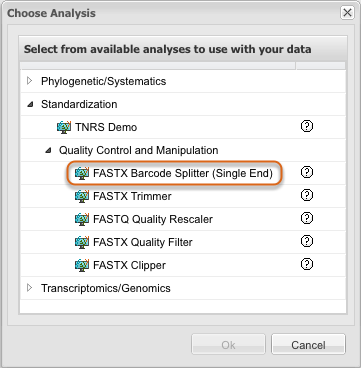 Choose Analysis
Select from available analyses to use with your data
Phylogenetic/Systematics
Standardization
TNRS Demo
Quality Control and Manipulation
FASTX Barcode Splitter (Single End)
FASTX Trimmer
FASTQ Quality Rescaler
FASTX Quality Filter
FASTX Clipper
Transcriptomics/Genomics
Ok
Cancel